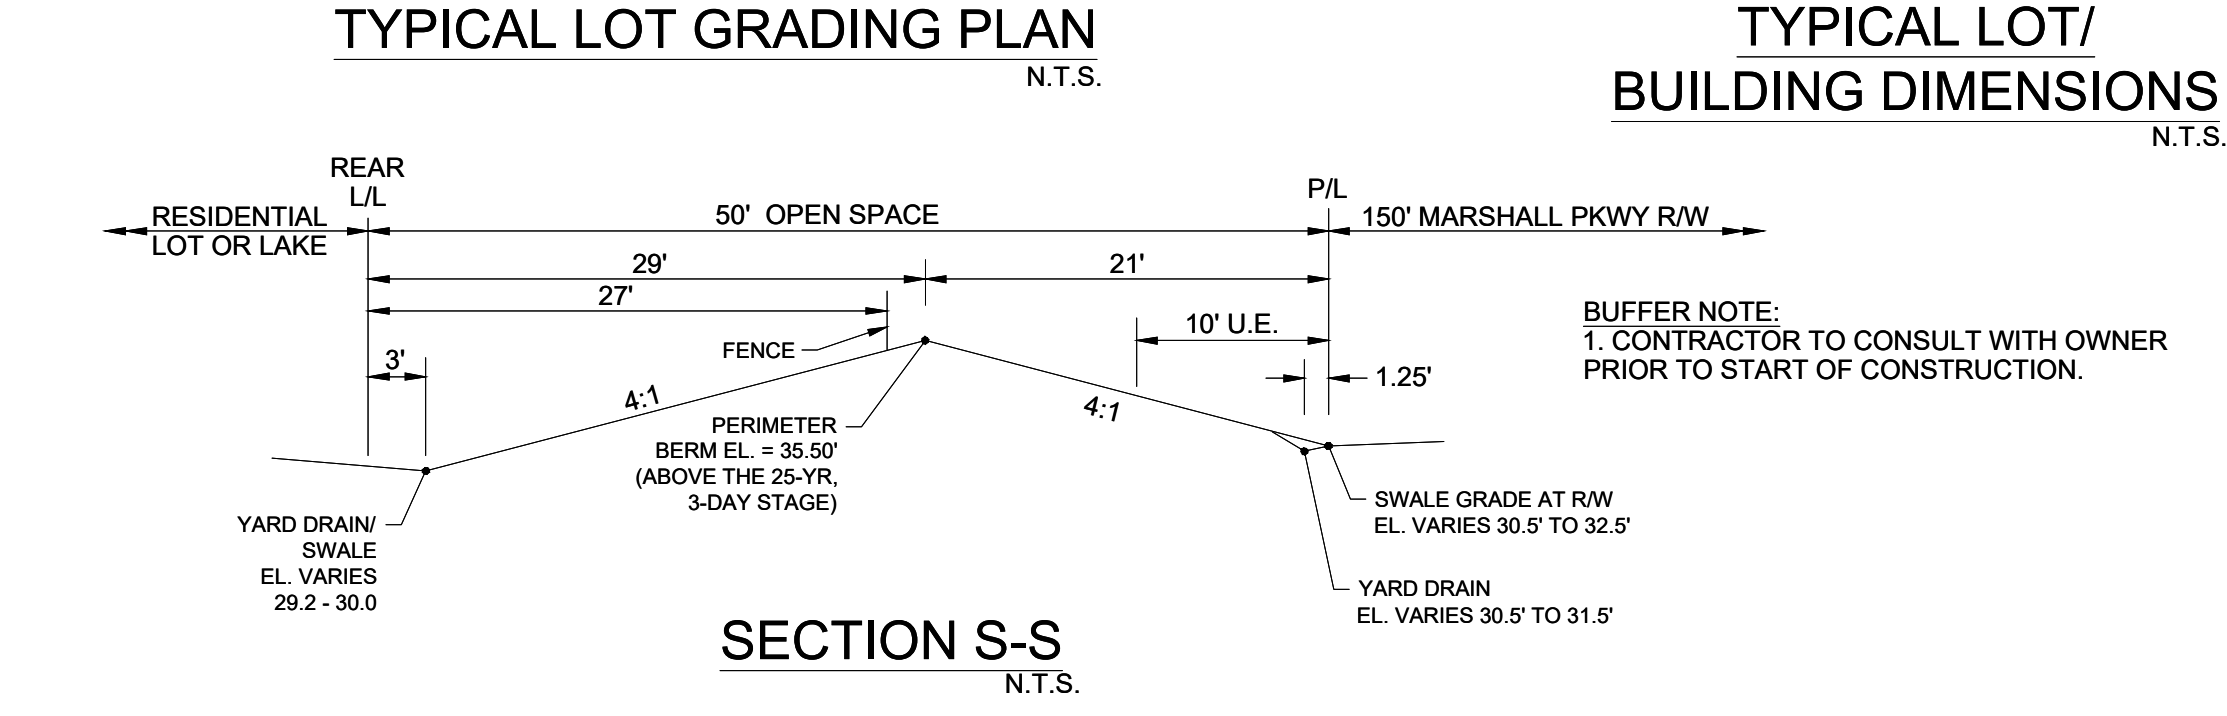 TYPICAL LOT GRADING PLAN
N.T.S.
TYPICAL LOT/
BUILDING DIMENSIONS
N.T.S.
REAR
L/L
P/L
RESIDENTIAL
LOT OR LAKE
50' OPEN SPACE
150' MARSHALL PKWY R/W
29'
21'
27'
10' U.E.
FENCE
3'
1.25'
4:1
4:1
BUFFER NOTE:
1. CONTRACTOR TO CONSULT WITH OWNER
PRIOR TO START OF CONSTRUCTION.
PERIMETER
BERM EL. = 35.50'
(ABOVE THE 25-YR,
3-DAY STAGE)
YARD DRAIN/
SWALE
EL. VARIES
29.2 - 30.0
SWALE GRADE AT R/W
EL. VARIES 30.5' TO 32.5'
YARD DRAIN
EL. VARIES 30.5' TO 31.5'
SECTION S-S
N.T.S.